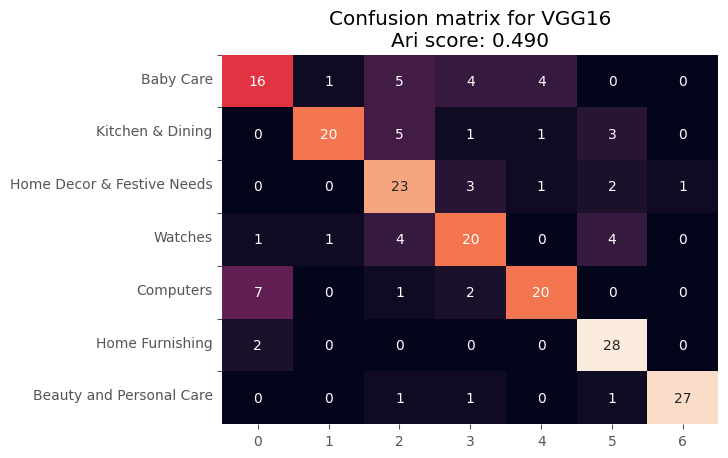 Confusion matrix for VGG16
Ari score: 0.490
Baby Care 16 1 5 4 4 0 0
Kitchen & Dining 0 20 5 1 1 3 0
Home Decor & Festive Needs 0 0 23 3 1 2 1
Watches 1 1 4 20 0 4 0
Computers 7 0 1 2 20 0 0
Home Furnishing 2 0 0 0 0 28 0
Beauty and Personal Care 0 0 1 1 0 1 27
0 1 2 3 4 5 6